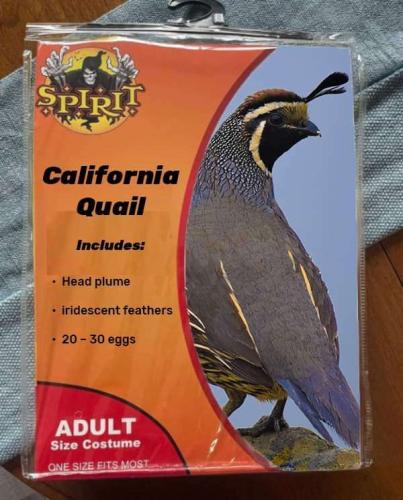 SPIRIT
California
Quail
Includes:
• Head plume
• iridescent feathers
• 20 – 30 eggs
ADULT
Size Costume
ONE SIZE FITS MOST